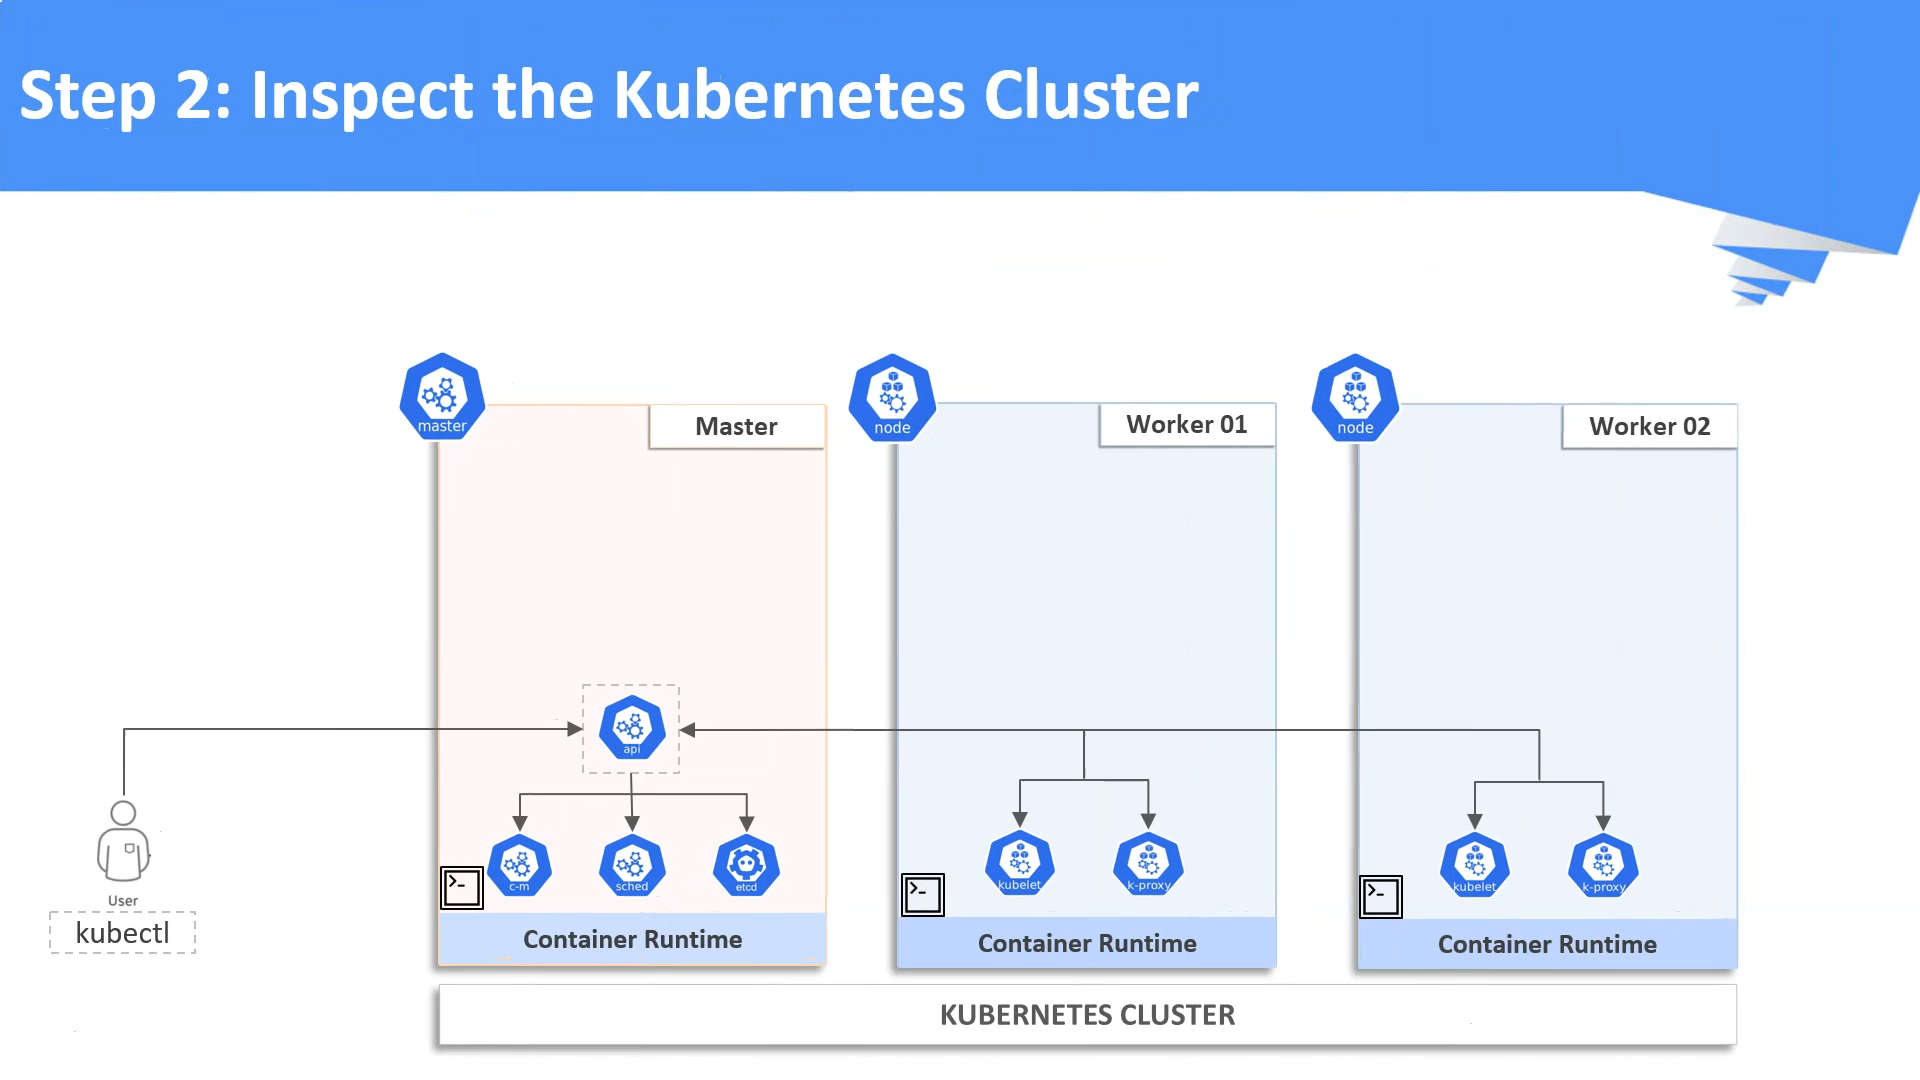 Step 2: Inspect the Kubernetes Cluster
master
Master
node
Worker 01
node
Worker 02
api
c-m
sched
etcd
kubelet
k-proxy
kubelet
k-proxy
>-
>-
>-
User
kubectl
Container Runtime
Container Runtime
Container Runtime
KUBERNETES CLUSTER